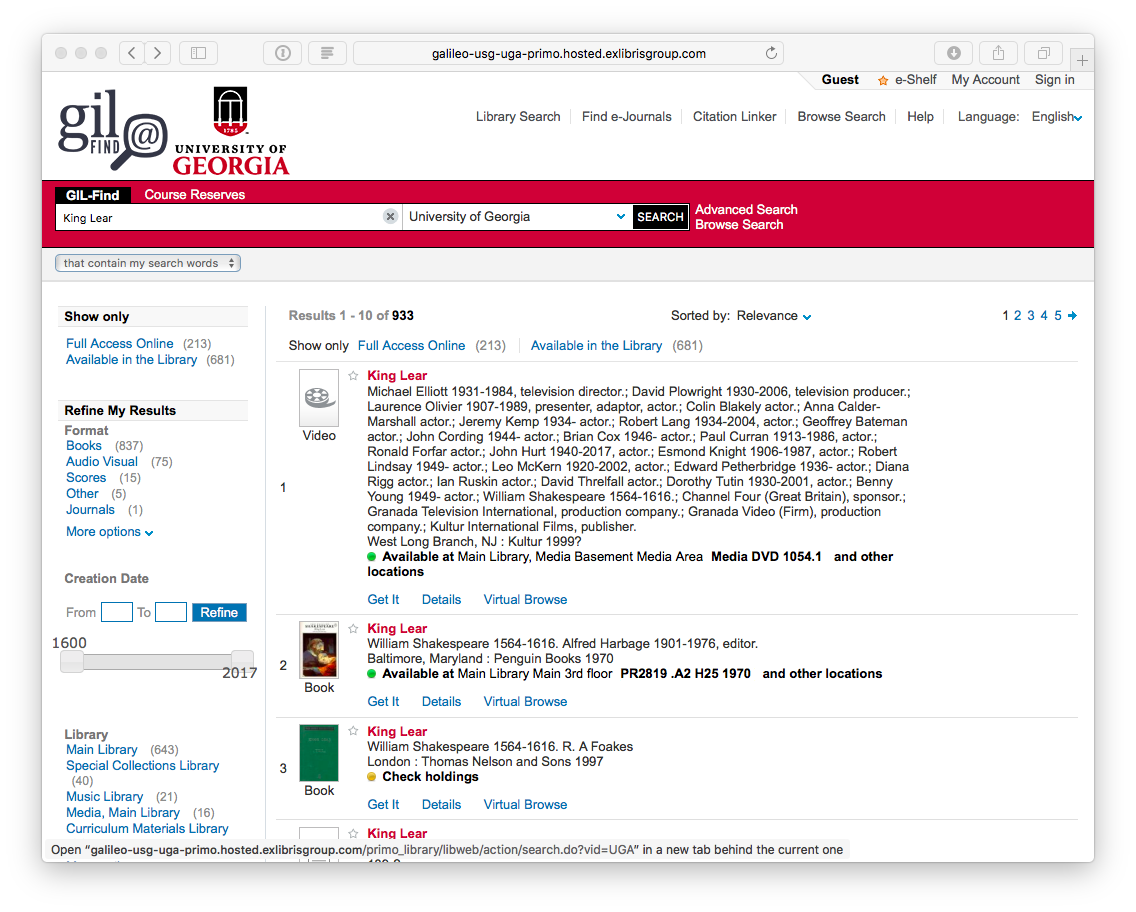 galileo-usg-uga-primo.hosted.exlibrisgroup.com
Guest e-Shelf My Account Sign in
gil
FIND @
1785
UNIVERSITY OF
GEORGIA
Library Search Find e-Journals Citation Linker Browse Search Help Language: English
GIL-Find Course Reserves
King Lear University of Georgia SEARCH
Advanced Search
Browse Search
that contain my search words
Show only
Full Access Online (213)
Available in the Library (681)
Refine My Results
Format
Books (837)
Audio Visual (75)
Scores (15)
Other (5)
Journals (1)
More options
Creation Date
From To Refine
1600
2017
Library
Main Library (643)
Special Collections Library
(40)
Music Library (21)
Media, Main Library (16)
Curriculum Materials Library
Results 1 - 10 of 933 Sorted by: Relevance 1 2 3 4 5
Show only Full Access Online (213) Available in the Library (681)
1
Video
King Lear
Michael Elliott 1931-1984, television director.; David Plowright 1930-2006, television producer.;
Laurence Olivier 1907-1989, presenter, adaptor, actor.; Colin Blakely actor.; Anna Calder-
Marshall actor.; Jeremy Kemp 1934- actor.; Robert Lang 1934-2004, actor.; Geoffrey Bateman
actor.; John Cording 1944- actor.; Brian Cox 1946- actor.; Paul Curran 1913-1986, actor.;
Ronald Forfar actor.; John Hurt 1940-2017, actor.; Esmond Knight 1906-1987, actor.; Robert
Lindsay 1949- actor.; Leo McKern 1920-2002, actor.; Edward Petherbridge 1936- actor.; Diana
Rigg actor.; Ian Ruskin actor.; David Threlfall actor.; Dorothy Tutin 1930-2001, actor.; Benny
Young 1949- actor.; William Shakespeare 1564-1616.; Channel Four (Great Britain), sponsor.;
Granada Television International, production company.; Granada Video (Firm), production
company.; Kultur International Films, publisher.
West Long Branch, NJ : Kultur 1999?
Available at Main Library, Media Basement Media Area Media DVD 1054.1 and other
locations
Get It Details Virtual Browse
2
Book
King Lear
William Shakespeare 1564-1616. Alfred Harbage 1901-1976, editor.
Baltimore, Maryland : Penguin Books 1970
Available at Main Library Main 3rd floor PR2819 .A2 H25 1970 and other locations
Get It Details Virtual Browse
3
Book
King Lear
William Shakespeare 1564-1616. R. A Foakes
London : Thomas Nelson and Sons 1997
Check holdings
Get It Details Virtual Browse
King Lear
Open “galileo-usg-uga-primo.hosted.exlibrisgroup.com/primo_library/libweb/action/search.do?vid=UGA” in a new tab behind the current one